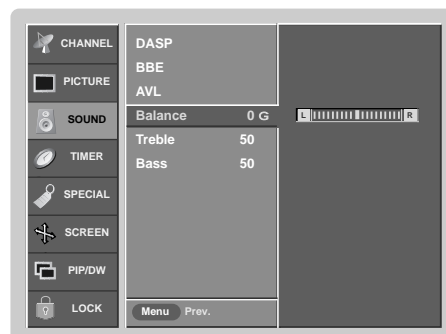 CHANNEL
PICTURE
SOUND
TIMER
SPECIAL
SCREEN
PIP/DW
LOCK
DASP
BBE
AVL
Balance 0 G
Treble 50
Bass 50
Menu Prev.
L R